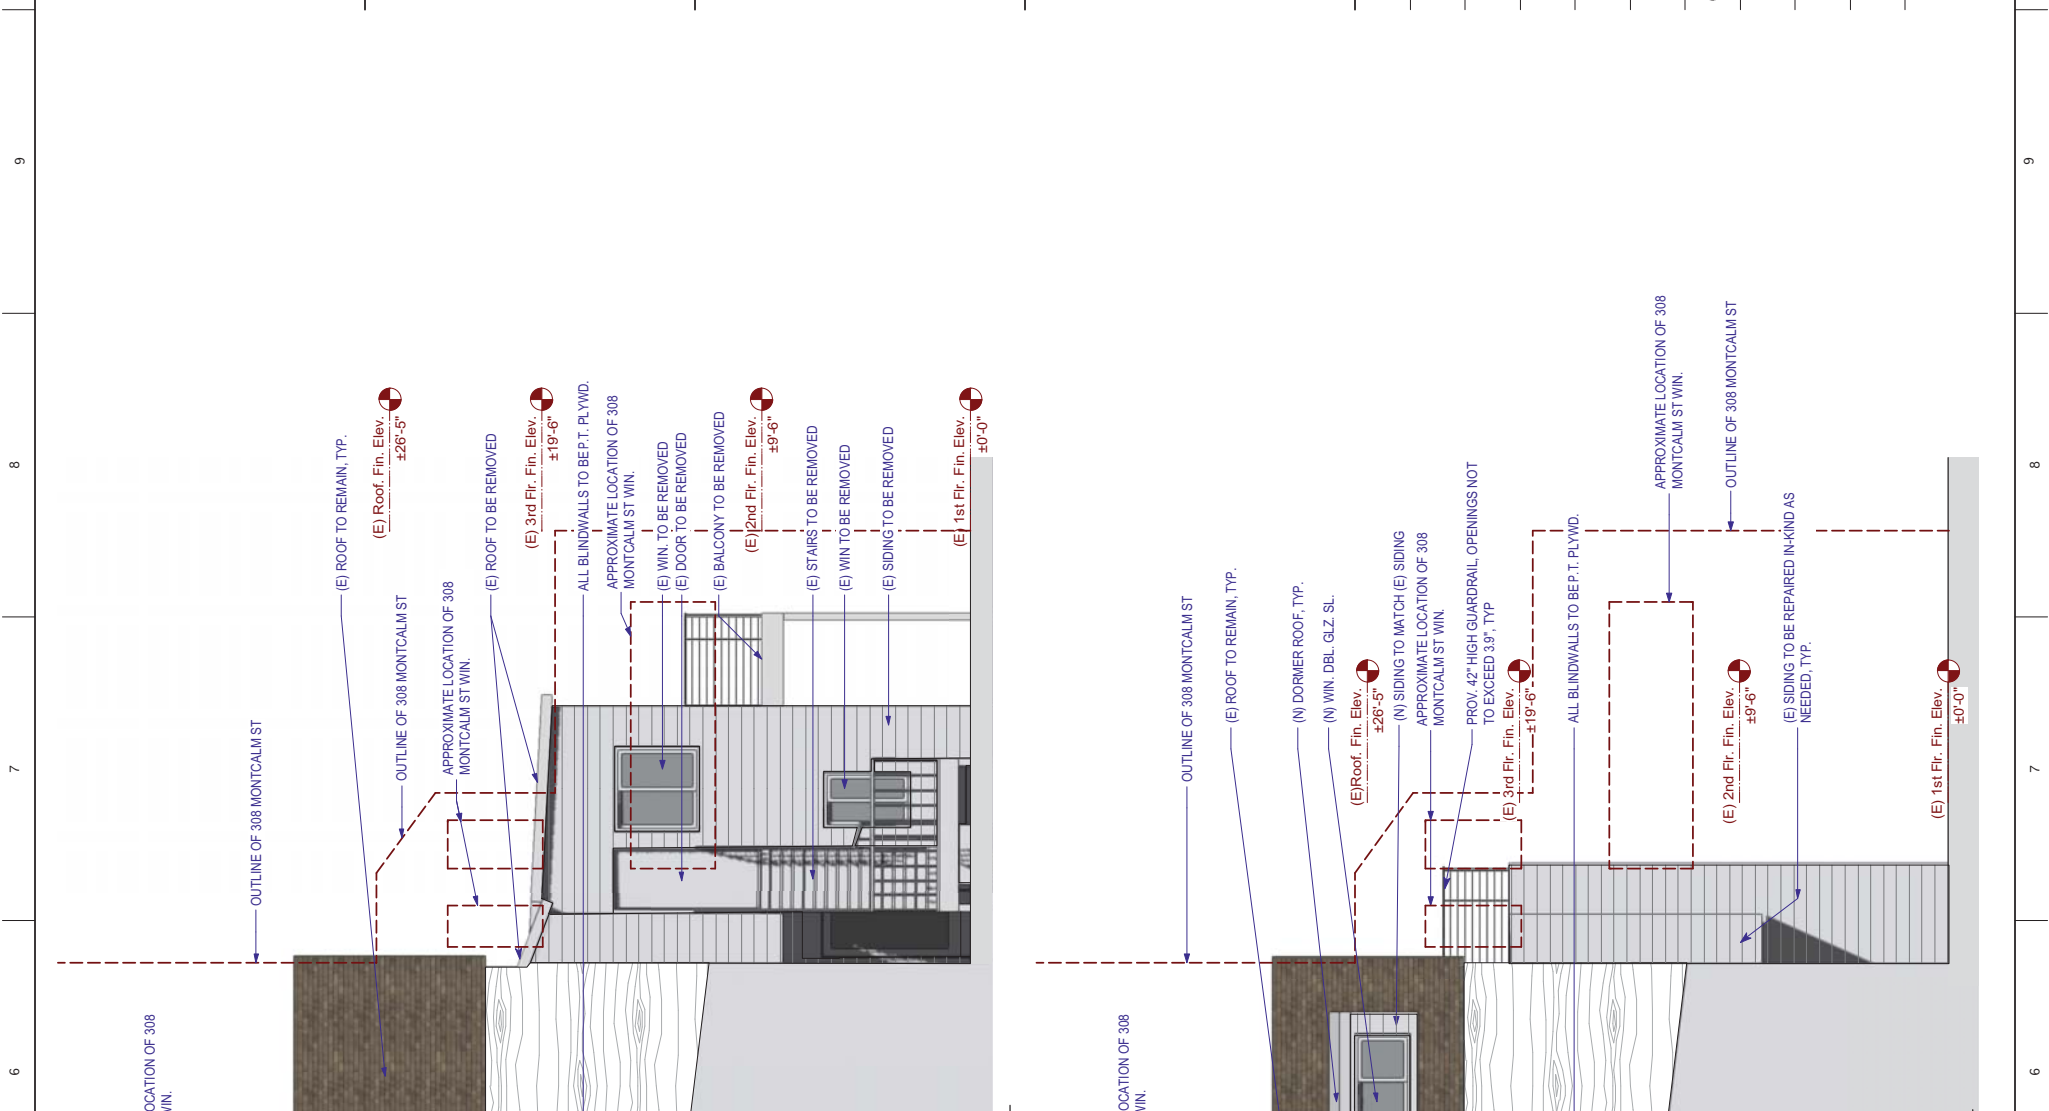 9
8
7
6
OUTLINE OF 308 MONTCALM ST
(E) ROOF TO REMAIN, TYP.
(E) Roof. Fin. Elev.
±26'-5"
OUTLINE OF 308 MONTCALM ST
APPROXIMATE LOCATION OF 308
MONTCALM ST WIN.
(E) ROOF TO BE REMOVED
(E) 3rd Flr. Fin. Elev.
±19'-6"
ALL BLINDWALLS TO BE P.T. PLYWD.
APPROXIMATE LOCATION OF 308
MONTCALM ST WIN.
(E) WIN. TO BE REMOVED
(E) DOOR TO BE REMOVED
(E) BALCONY TO BE REMOVED
(E) 2nd Flr. Fin. Elev.
±9'-6"
(E) STAIRS TO BE REMOVED
(E) WIN TO BE REMOVED
(E) SIDING TO BE REMOVED
(E) 1st Flr. Fin. Elev.
±0'-0"
OCATION OF 308
WIN.
OCATION OF 308
WIN.
OUTLINE OF 308 MONTCALM ST
(E) ROOF TO REMAIN, TYP.
(N) DORMER ROOF, TYP.
(N) WIN. DBL. GLZ. SL.
(E)Roof. Fin. Elev.
±26'-5"
(N) SIDING TO MATCH (E) SIDING
APPROXIMATE LOCATION OF 308
MONTCALM ST WIN.
PROV. 42" HIGH GUARDRAIL, OPENINGS NOT
TO EXCEED 3.9", TYP
(E) 3rd Flr. Fin. Elev.
±19'-6"
ALL BLINDWALLS TO BE P.T. PLYWD.
APPROXIMATE LOCATION OF 308
MONTCALM ST WIN.
OUTLINE OF 308 MONTCALM ST
(E) 2nd Flr. Fin. Elev.
±9'-6"
(E) SIDING TO BE REPAIRED IN-KIND AS
NEEDED, TYP.
(E) 1st Flr. Fin. Elev.
±0'-0"
9
8
7
6